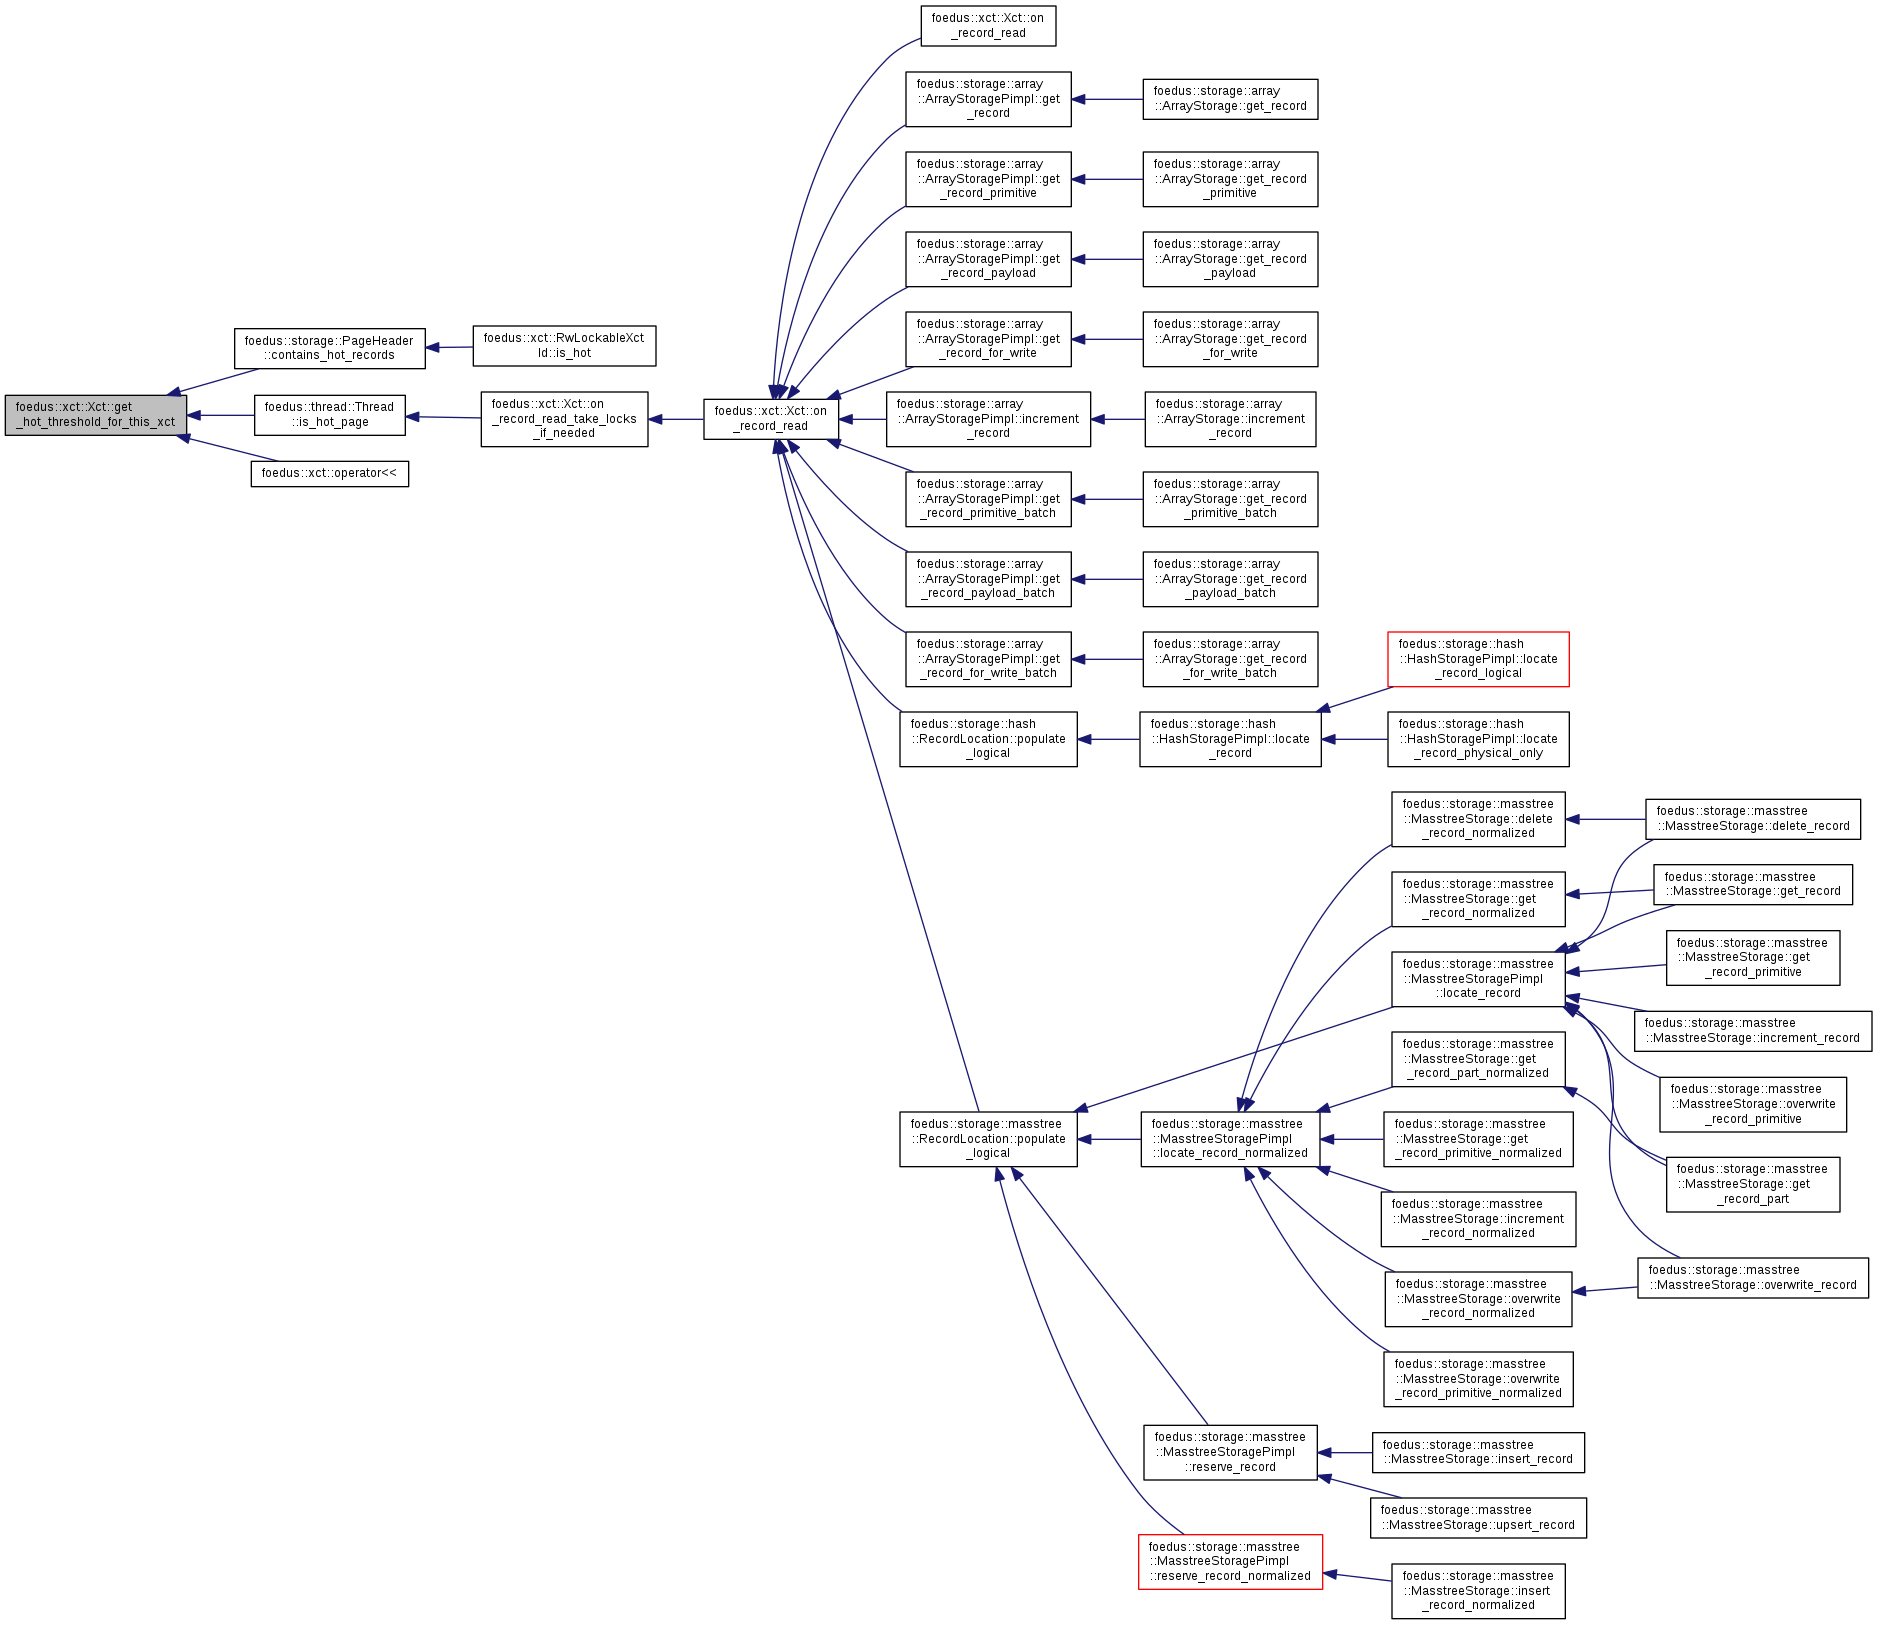 foedus::xct::Xct::get
_hot_threshold_for_this_xct
foedus::storage::PageHeader
::contains_hot_records
foedus::xct::RwLockableXct
Id::is_hot
foedus::thread::Thread
::is_hot_page
foedus::xct::operator<<
foedus::xct::Xct::on
_record_read_take_locks
_if_needed
foedus::xct::Xct::on
_record_read
foedus::xct::Xct::on
_record_read
foedus::storage::array
::ArrayStoragePimpl::get
_record
foedus::storage::array
::ArrayStorage::get_record
foedus::storage::array
::ArrayStoragePimpl::get
_record_primitive
foedus::storage::array
::ArrayStorage::get_record
_primitive
foedus::storage::array
::ArrayStoragePimpl::get
_record_payload
foedus::storage::array
::ArrayStorage::get_record
_payload
foedus::storage::array
::ArrayStoragePimpl::get
_record_for_write
foedus::storage::array
::ArrayStorage::get_record
_for_write
foedus::storage::array
::ArrayStoragePimpl::increment
_record
foedus::storage::array
::ArrayStorage::increment
_record
foedus::storage::array
::ArrayStoragePimpl::get
_record_primitive_batch
foedus::storage::array
::ArrayStorage::get_record
_primitive_batch
foedus::storage::array
::ArrayStoragePimpl::get
_record_payload_batch
foedus::storage::array
::ArrayStorage::get_record
_payload_batch
foedus::storage::array
::ArrayStoragePimpl::get
_record_for_write_batch
foedus::storage::array
::ArrayStorage::get_record
_for_write_batch
foedus::storage::hash
::RecordLocation::populate
_logical
foedus::storage::hash
::HashStoragePimpl::locate
_record
foedus::storage::hash
::HashStoragePimpl::locate
_record_logical
foedus::storage::hash
::HashStoragePimpl::locate
_record_physical_only
foedus::storage::masstree
::RecordLocation::populate
_logical
foedus::storage::masstree
::MasstreeStoragePimpl
::locate_record_normalized
foedus::storage::masstree
::MasstreeStorage::delete
_record_normalized
foedus::storage::masstree
::MasstreeStorage::get
_record_normalized
foedus::storage::masstree
::MasstreeStoragePimpl
::locate_record
foedus::storage::masstree
::MasstreeStorage::get
_record_part_normalized
foedus::storage::masstree
::MasstreeStorage::get
_record_primitive_normalized
foedus::storage::masstree
::MasstreeStorage::increment
_record_normalized
foedus::storage::masstree
::MasstreeStorage::overwrite
_record_normalized
foedus::storage::masstree
::MasstreeStorage::overwrite
_record_primitive_normalized
foedus::storage::masstree
::MasstreeStorage::delete_record
foedus::storage::masstree
::MasstreeStorage::get_record
foedus::storage::masstree
::MasstreeStorage::get
_record_primitive
foedus::storage::masstree
::MasstreeStorage::increment_record
foedus::storage::masstree
::MasstreeStorage::overwrite
_record_primitive
foedus::storage::masstree
::MasstreeStorage::get
_record_part
foedus::storage::masstree
::MasstreeStorage::overwrite_record
foedus::storage::masstree
::MasstreeStoragePimpl
::reserve_record
foedus::storage::masstree
::MasstreeStorage::insert_record
foedus::storage::masstree
::MasstreeStorage::upsert_record
foedus::storage::masstree
::MasstreeStoragePimpl
::reserve_record_normalized
foedus::storage::masstree
::MasstreeStorage::insert
_record_normalized